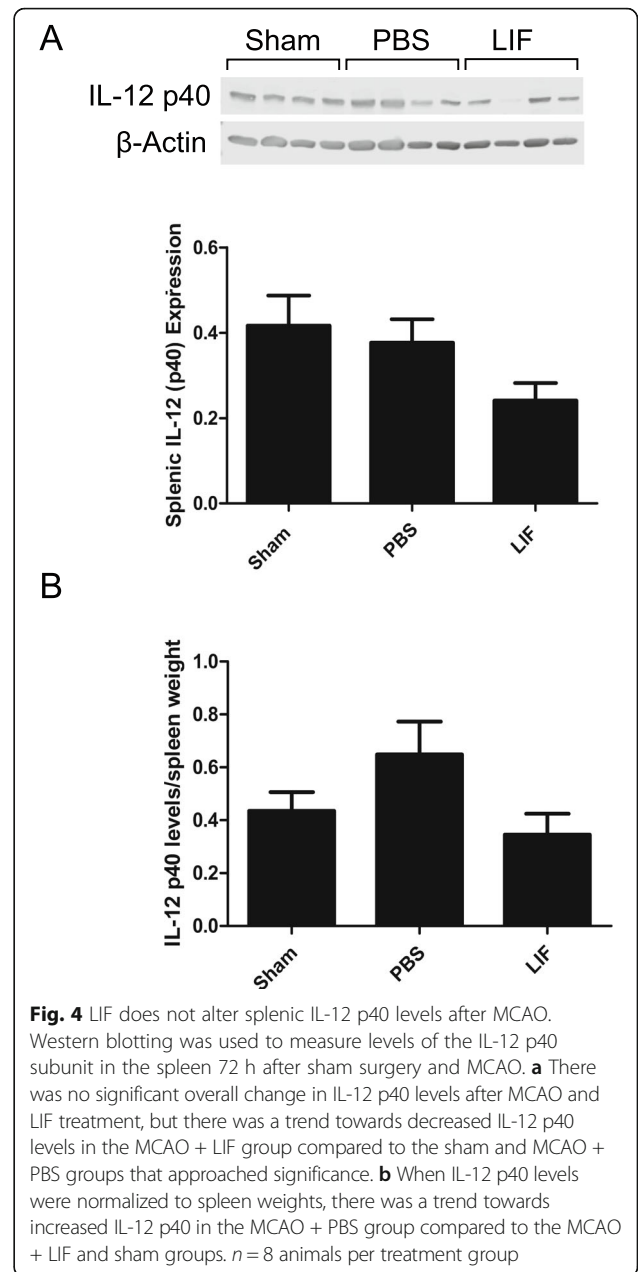 A
Sham PBS LIF
IL-12 p40
β-Actin
Splenic IL-12 (p40) Expression
0.6
0.4
0.2
0.0
Sham
PBS
LIF
B
IL-12 p40 levels/spleen weight
1.0
0.8
0.6
0.4
0.2
0.0
Sham
PBS
LIF
Fig. 4 LIF does not alter splenic IL-12 p40 levels after MCAO.
Western blotting was used to measure levels of the IL-12 p40
subunit in the spleen 72 h after sham surgery and MCAO. a There
was no significant overall change in IL-12 p40 levels after MCAO and
LIF treatment, but there was a trend towards decreased IL-12 p40
levels in the MCAO + LIF group compared to the sham and MCAO +
PBS groups that approached significance. b When IL-12 p40 levels
were normalized to spleen weights, there was a trend towards
increased IL-12 p40 in the MCAO + PBS group compared to the MCAO
+ LIF and sham groups. n = 8 animals per treatment group